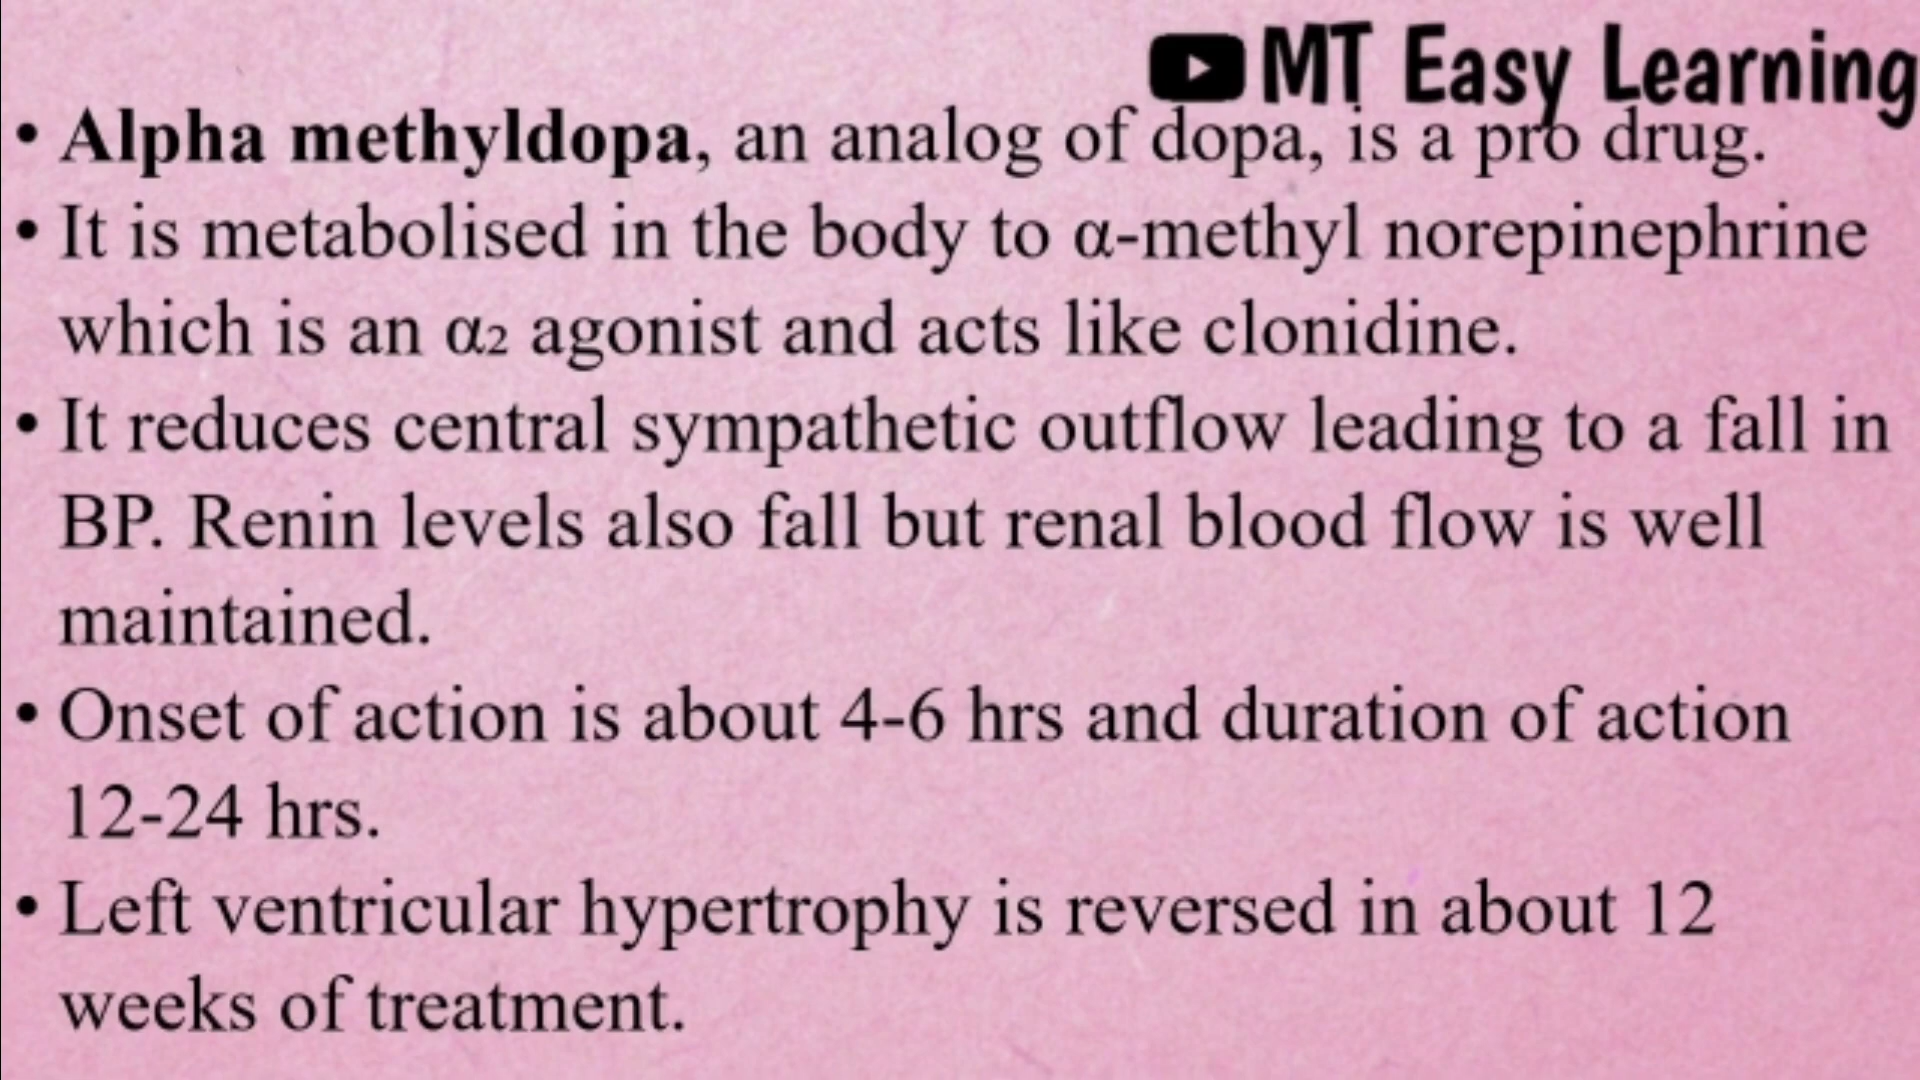 MT Easy Learning
• Alpha methyldopa, an analog of dopa, is a pro drug.
• It is metabolised in the body to α-methyl norepinephrine
which is an α₂ agonist and acts like clonidine.
• It reduces central sympathetic outflow leading to a fall in
BP. Renin levels also fall but renal blood flow is well
maintained.
• Onset of action is about 4-6 hrs and duration of action
12-24 hrs.
• Left ventricular hypertrophy is reversed in about 12
weeks of treatment.